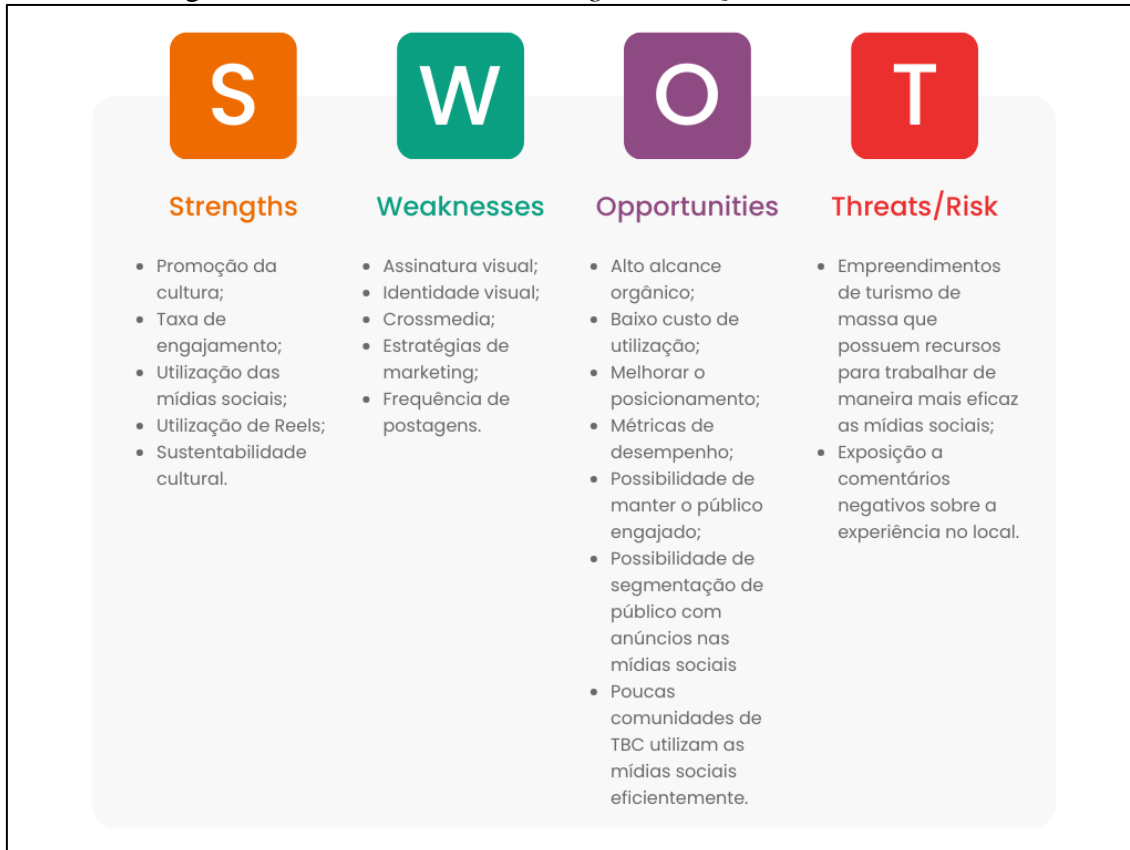 S
W
O
T
Strengths
Weaknesses
Opportunities
Threats/Risk
• Promoção da
cultura;
• Taxa de
engajamento;
• Utilização das
mídias sociais;
• Utilização de Reels;
• Sustentabilidade
cultural.
• Assinatura visual;
• Identidade visual;
• Crossmedia;
• Estratégias de
marketing;
• Frequência de
postagens.
• Alto alcance
orgânico;
• Baixo custo de
utilização;
• Melhorar o
posicionamento;
• Métricas de
desempenho;
• Possibilidade de
manter o público
engajado;
• Possibilidade de
segmentação de
público com
anúncios nas
mídias sociais
• Poucas
comunidades de
TBC utilizam as
mídias sociais
eficientemente.
• Empreendimentos
de turismo de
massa que
possuem recursos
para trabalhar de
maneira mais eficaz
as mídias sociais;
• Exposição a
comentários
negativos sobre a
experiência no local.